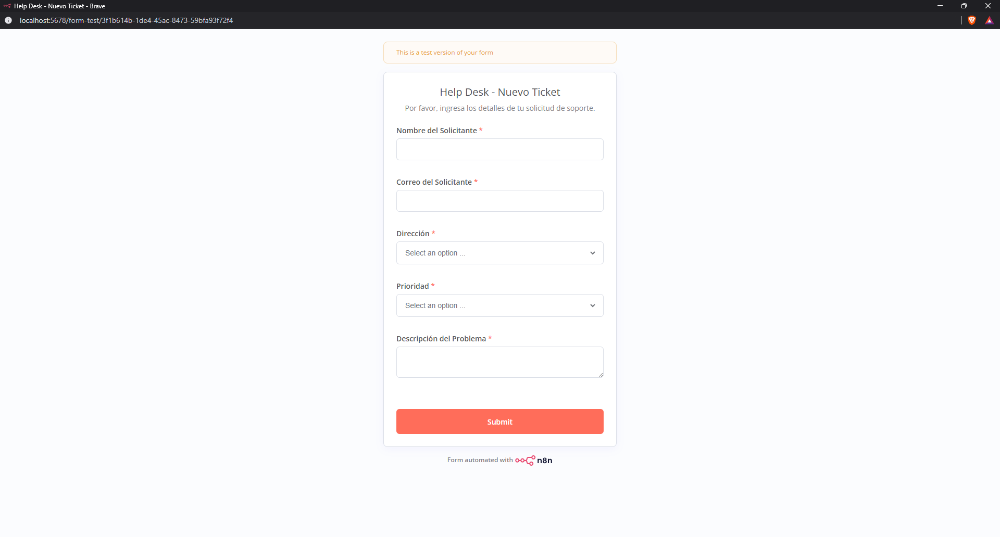 Help Desk - Nuevo Ticket - Brave
localhost:5678/form-test/3f1b614b-1de4-45ac-8473-59bfa93f72f4
This is a test version of your form
Help Desk - Nuevo Ticket
Por favor, ingresa los detalles de tu solicitud de soporte.
Nombre del Solicitante *
Correo del Solicitante *
Dirección *
Select an option ...
Prioridad *
Select an option ...
Descripción del Problema *
Submit
Form automated with n8n